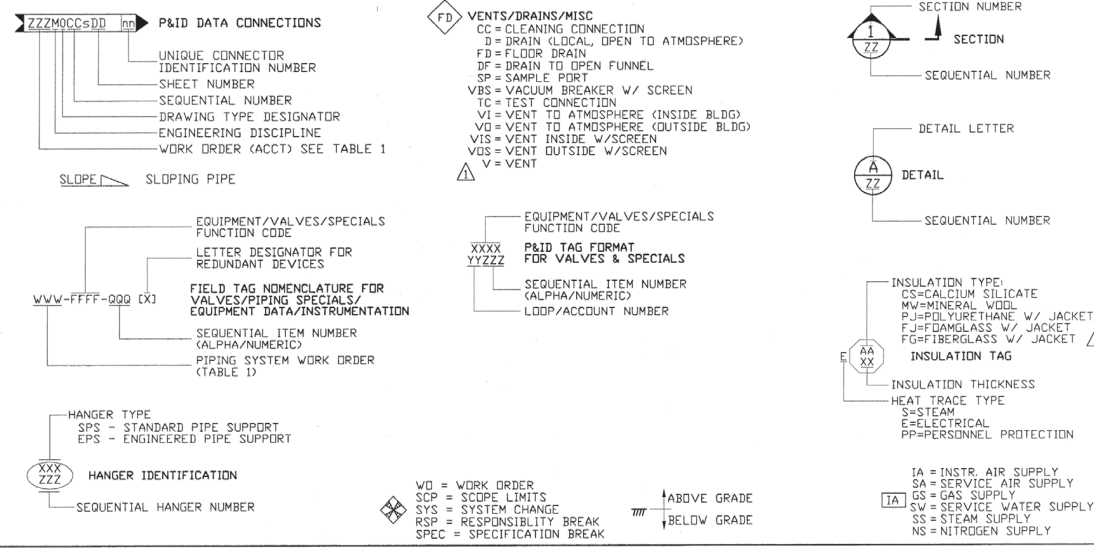 ZZZMOCCsDD nn P&ID DATA CONNECTIONS
UNIQUE CONNECTOR
IDENTIFICATION NUMBER
SHEET NUMBER
SEQUENTIAL NUMBER
DRAWING TYPE DESIGNATOR
ENGINEERING DISCIPLINE
WORK ORDER (ACCT) SEE TABLE 1
SLOPE SLOPING PIPE
FD VENTS/DRAINS/MISC
CC = CLEANING CONNECTION
D = DRAIN (LOCAL, OPEN TO ATMOSPHERE)
FD = FLOOR DRAIN
DF = DRAIN TO OPEN FUNNEL
SP = SAMPLE PORT
VBS = VACUUM BREAKER W/ SCREEN
TC = TEST CONNECTION
VI = VENT TO ATMOSPHERE (INSIDE BLDG)
VO = VENT TO ATMOSPHERE (OUTSIDE BLDG)
VIS = VENT INSIDE W/SCREEN
VOS = VENT OUTSIDE W/SCREEN
V = VENT
1
SECTION NUMBER
1
ZZ
SECTION
SEQUENTIAL NUMBER
DETAIL LETTER
A
ZZ
DETAIL
SEQUENTIAL NUMBER
EQUIPMENT/VALVES/SPECIALS
FUNCTION CODE
LETTER DESIGNATOR FOR
REDUNDANT DEVICES
WWW-FFFF-QQQ [X]
FIELD TAG NOMENCLATURE FOR
VALVES/PIPING SPECIALS/
EQUIPMENT DATA/INSTRUMENTATION
SEQUENTIAL ITEM NUMBER
(ALPHA/NUMERIC)
PIPING SYSTEM WORK ORDER
(TABLE 1)
EQUIPMENT/VALVES/SPECIALS
FUNCTION CODE
XXXX
YYZZZ
P&ID TAG FORMAT
FOR VALVES & SPECIALS
SEQUENTIAL ITEM NUMBER
(ALPHA/NUMERIC)
LOOP/ACCOUNT NUMBER
INSULATION TYPE:
CS=CALCIUM SILICATE
MW=MINERAL WOOL
PJ=POLYURETHANE W/ JACKET
FJ=FOAMGLASS W/ JACKET
FG=FIBERGLASS W/ JACKET
E
AA
XX
INSULATION TAG
INSULATION THICKNESS
HEAT TRACE TYPE
S=STEAM
E=ELECTRICAL
PP=PERSONNEL PROTECTION
HANGER TYPE
SPS - STANDARD PIPE SUPPORT
EPS - ENGINEERED PIPE SUPPORT
XXX
ZZZ
HANGER IDENTIFICATION
SEQUENTIAL HANGER NUMBER
WO = WORK ORDER
SCP = SCOPE LIMITS
SYS = SYSTEM CHANGE
RSP = RESPONSIBLITY BREAK
SPEC = SPECIFICATION BREAK
ABOVE GRADE
BELOW GRADE
IA
IA = INSTR. AIR SUPPLY
SA = SERVICE AIR SUPPLY
GS = GAS SUPPLY
SW = SERVICE WATER SUPPLY
SS = STEAM SUPPLY
NS = NITROGEN SUPPLY